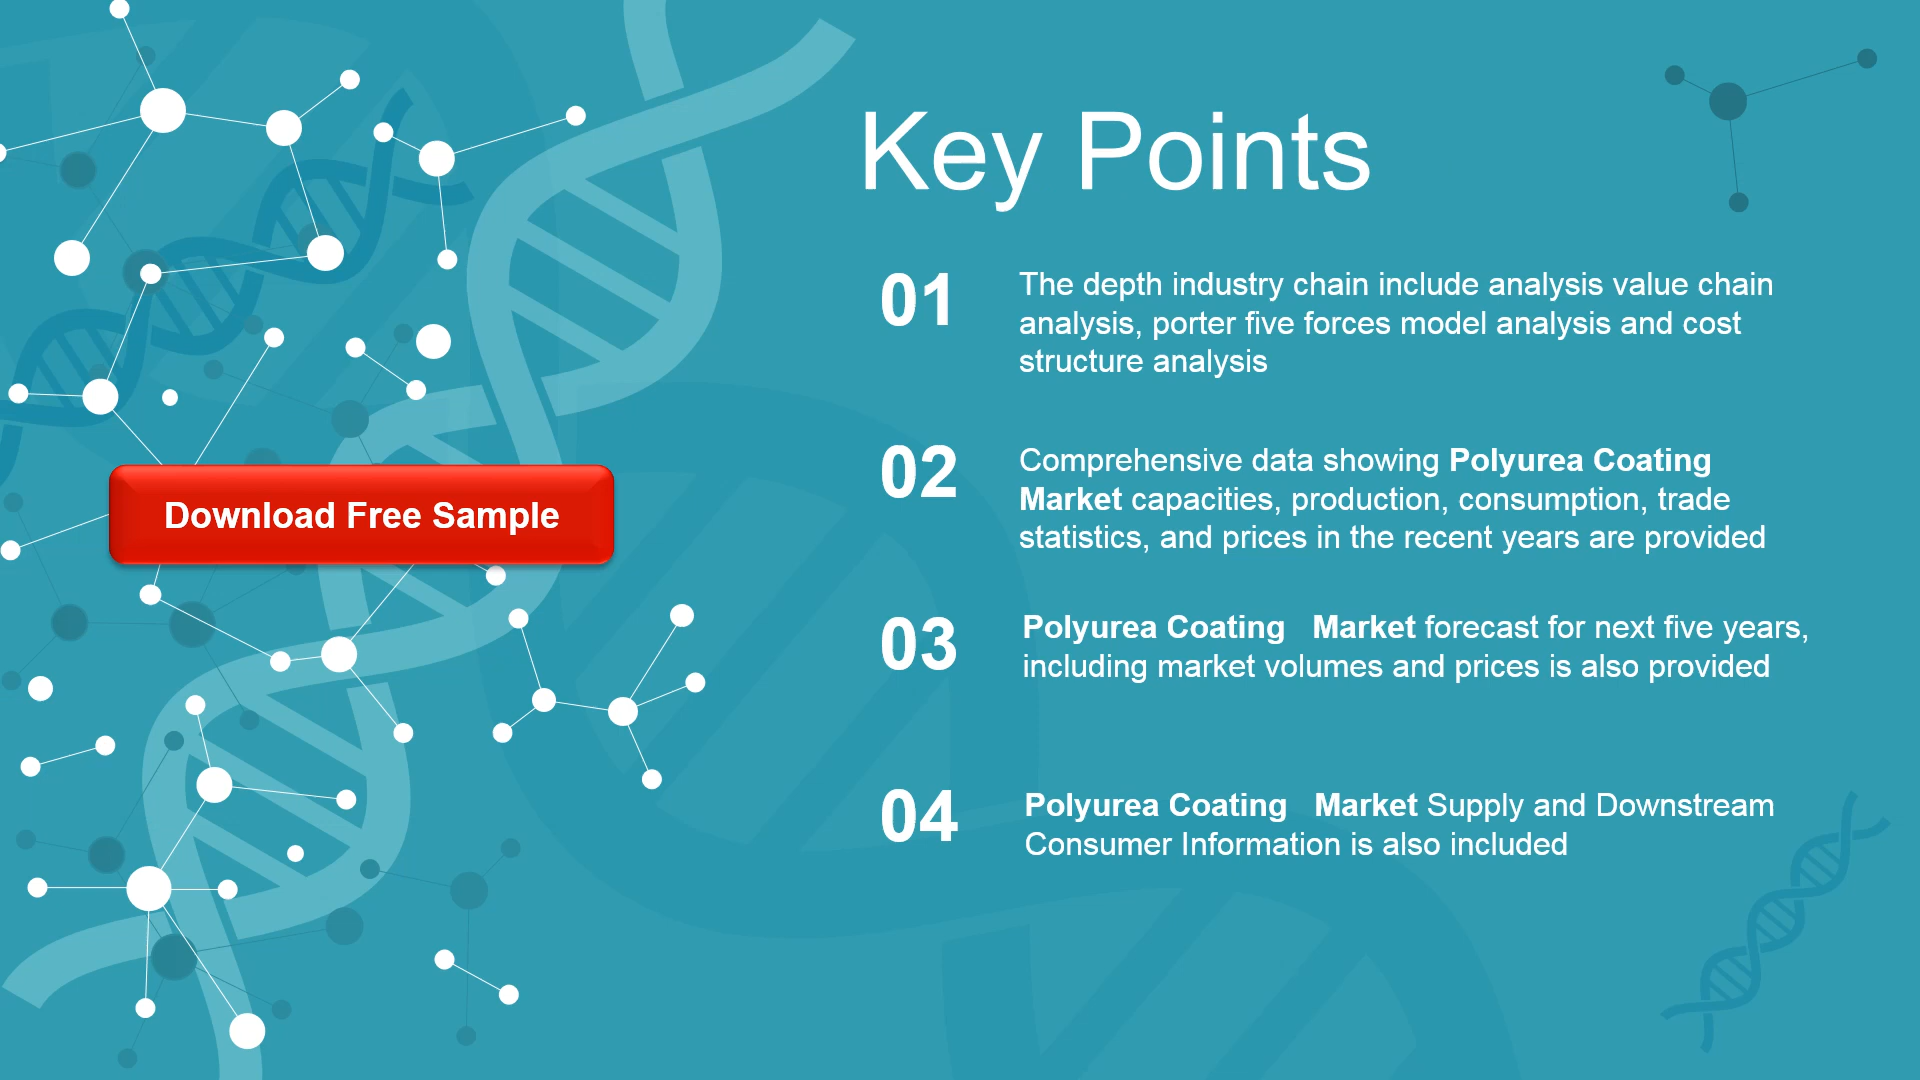 Key Points
01
The depth industry chain include analysis value chain
analysis, porter five forces model analysis and cost
structure analysis
02
Comprehensive data showing Polyurea Coating
Market capacities, production, consumption, trade
statistics, and prices in the recent years are provided
Download Free Sample
03
Polyurea Coating   Market forecast for next five years,
including market volumes and prices is also provided
04
Polyurea Coating   Market Supply and Downstream
Consumer Information is also included